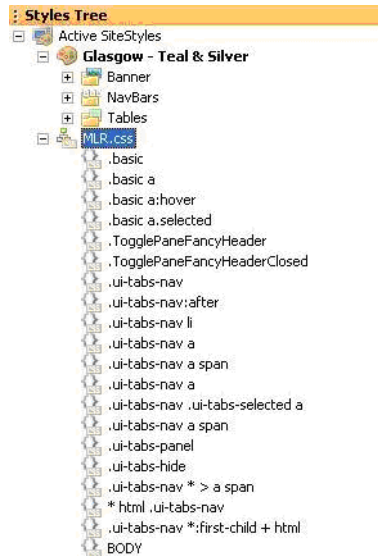 Styles Tree
Active SiteStyles
Glasgow - Teal & Silver
Banner
NavBars
Tables
MLR.css
.basic
.basic a
.basic a:hover
.basic a.selected
.TogglePaneFancyHeader
.TogglePaneFancyHeaderClosed
.ui-tabs-nav
.ui-tabs-nav:after
.ui-tabs-nav li
.ui-tabs-nav a
.ui-tabs-nav a span
.ui-tabs-nav a
.ui-tabs-nav .ui-tabs-selected a
.ui-tabs-nav a span
.ui-tabs-panel
.ui-tabs-hide
.ui-tabs-nav * > a span
* html .ui-tabs-nav
.ui-tabs-nav *:first-child + html
BODY